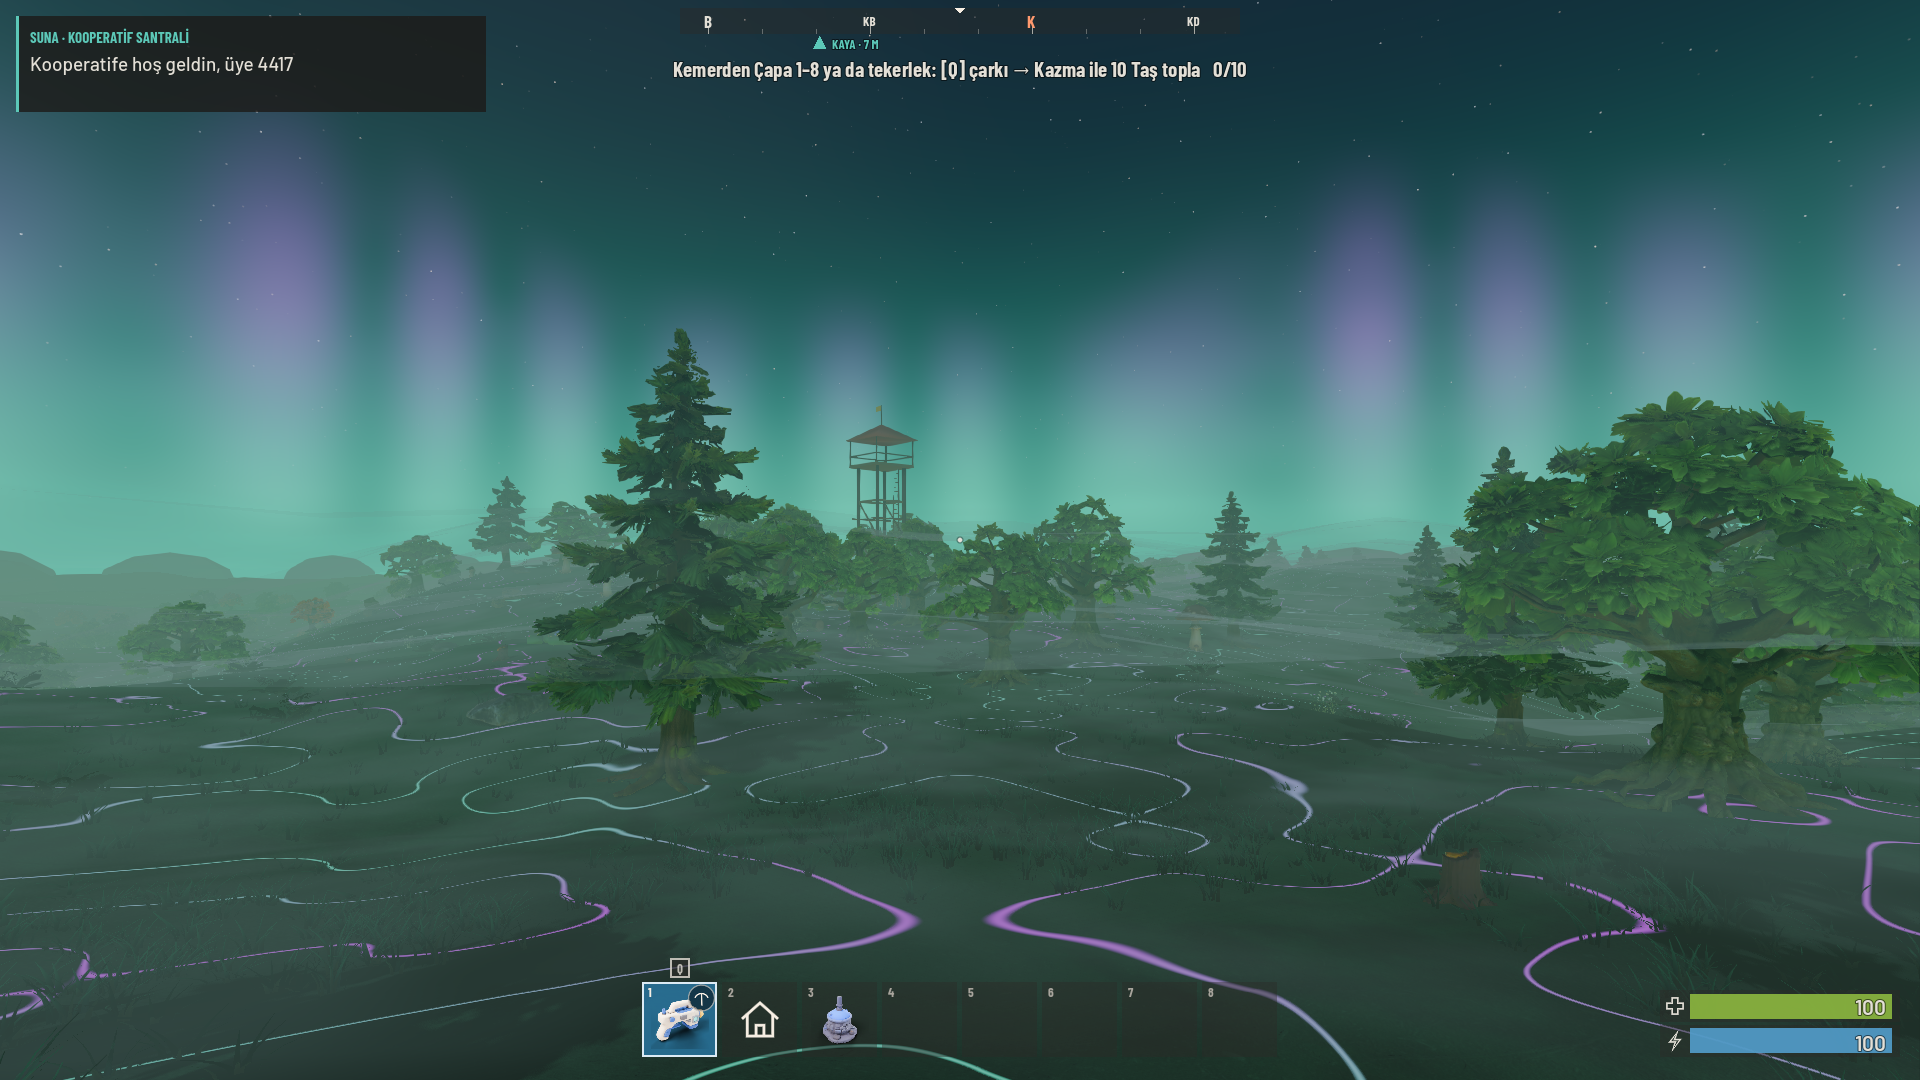 SUNA · KOOPERATİF SANTRALİ
Kooperatife hoş geldin, üye 4417
B KB K KD
KAYA · 7 M
Kemerden Çapa 1-8 ya da tekerlek: [Q] çarkı → Kazma ile 10 Taş topla 0/10
Q
1 2 3 4 5 6 7 8
100
100